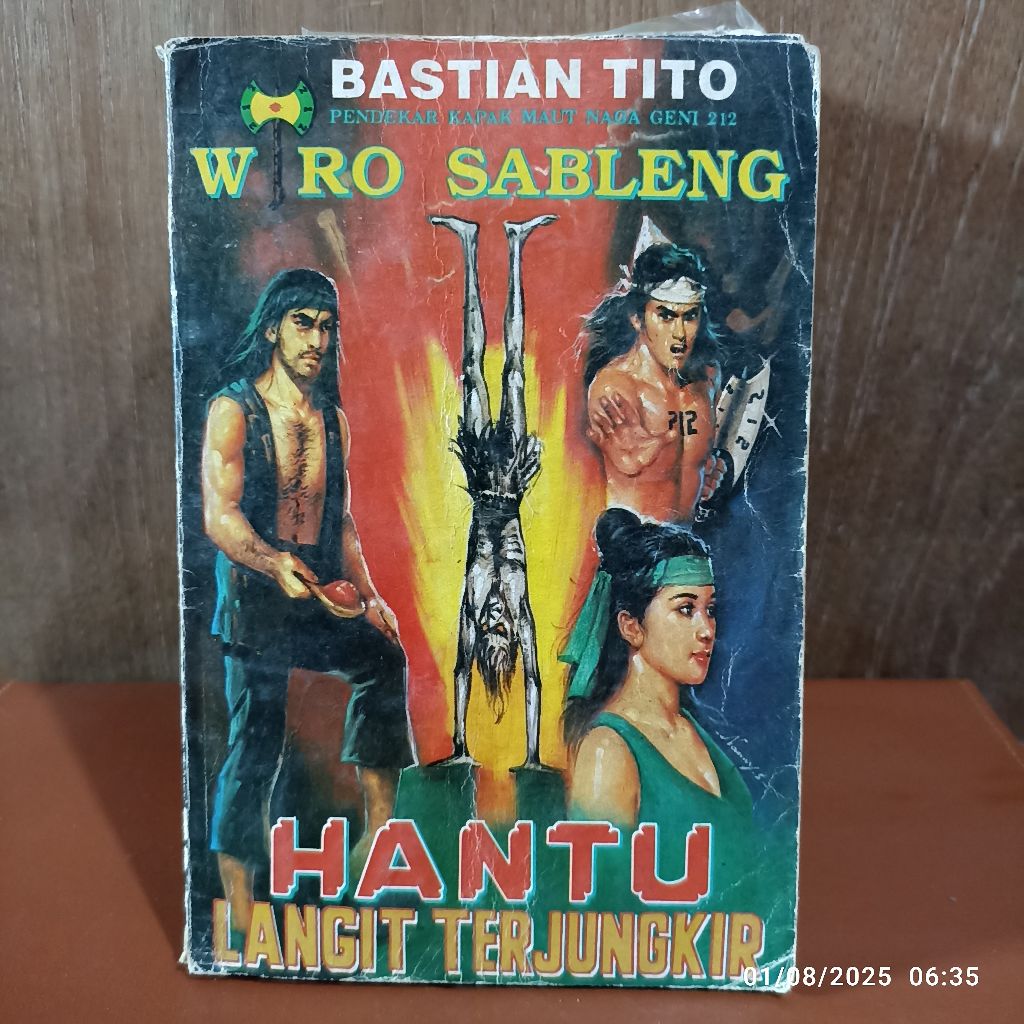 BASTIAN TITO
PENDEKAR KAPAK MAUT NAGA GENI 212
WIRO SABLENG
212
212
HANTU
LANGIT TERJUNGKIR
01/08/2025 06:35